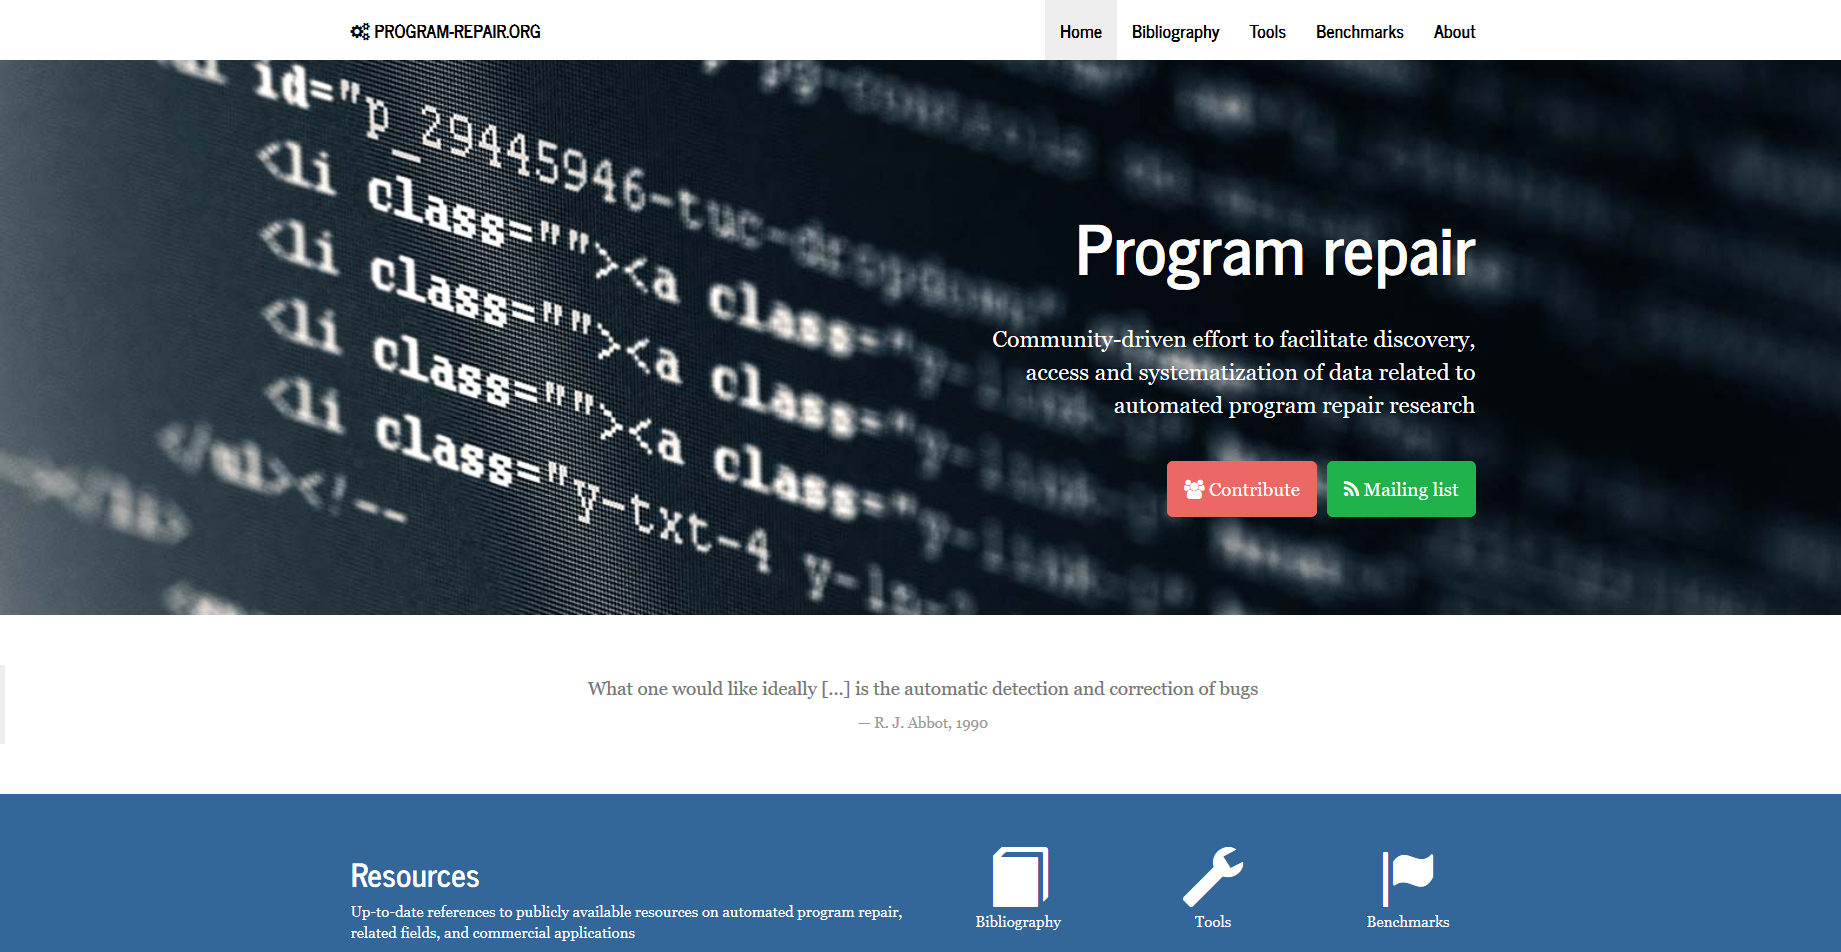 PROGRAM-REPAIR.ORG
Home Bibliography Tools Benchmarks About
id="p_29445946-tuc-dropdown"
<li class=""><a class="y-link
<li class=""><a class="y-link
<li class=""><a class="y-link
<li class="y-txt-4 y-
</ul><!--
</li>
Program repair
Community-driven effort to facilitate discovery,
access and systematization of data related to
automated program repair research
Contribute Mailing list
What one would like ideally [...] is the automatic detection and correction of bugs
— R. J. Abbot, 1990
Resources
Up-to-date references to publicly available resources on automated program repair,
related fields, and commercial applications
Bibliography Tools Benchmarks